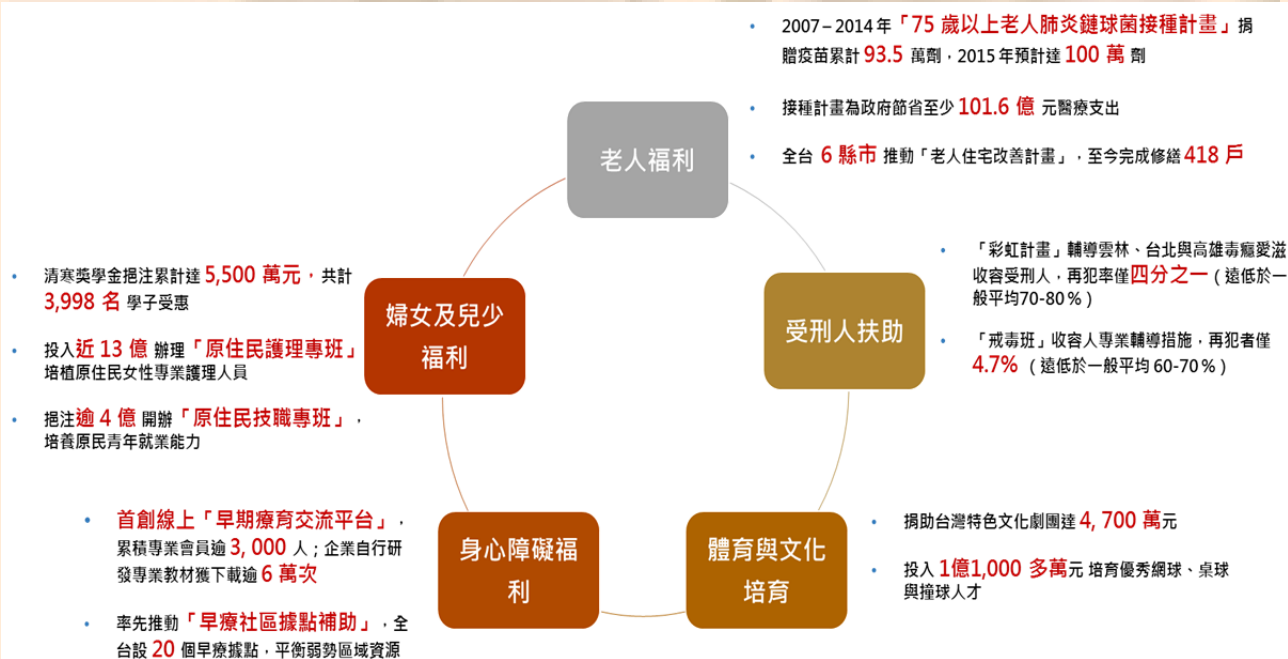 2007–2014年「75 歲以上老人肺炎鏈球菌接種計畫」捐
贈疫苗累計 93.5 萬劑，2015年預計達 100 萬 劑
接種計畫為政府節省至少 101.6 億 元醫療支出
全台 6 縣市 推動「老人住宅改善計畫」，至今完成修繕 418 戶
老人福利
「彩虹計畫」輔導雲林、台北與高雄毒癮愛滋
收容受刑人，再犯率僅四分之一（遠低於一
般平均70-80％）
「戒毒班」收容人專業輔導措施，再犯者僅
4.7% （遠低於一般平均 60-70％）
受刑人扶助
捐助台灣特色文化劇團達 4, 700 萬元
投入 1億1,000 多萬元 培育優秀網球、桌球
與撞球人才
體育與文化
培育
首創線上「早期療育交流平台」，
累積專業會員逾 3, 000 人；企業自行研
發專業教材獲下載逾 6 萬次
率先推動「早療社區據點補助」，全
台設 20 個早療據點，平衡弱勢區域資源
身心障礙福
利
清寒獎學金挹注累計達 5,500 萬元，共計
3,998 名 學子受惠
投入近 13 億 辦理「原住民護理專班」
培植原住民女性專業護理人員
挹注逾 4 億 開辦「原住民技職專班」，
培養原民青年就業能力
婦女及兒少
福利